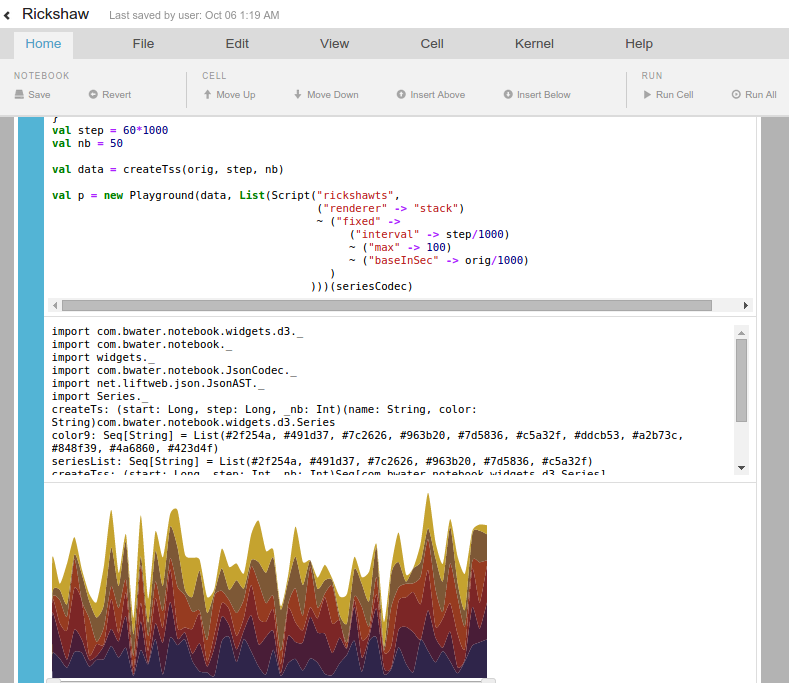 Rickshaw Last saved by user: Oct 06 1:19 AM
Home File Edit View Cell Kernel Help
NOTEBOOK CELL RUN
Save Revert Move Up Move Down Insert Above Insert Below Run Cell Run All
}
val step = 60*1000
val nb = 50
val data = createTss(orig, step, nb)
val p = new Playground(data, List(Script("rickshawts",
("renderer" -> "stack")
~ ("fixed" ->
("interval" -> step/1000)
~ ("max" -> 100)
~ ("baseInSec" -> orig/1000)
)
)))(seriesCodec)
import com.bwater.notebook.widgets.d3._
import com.bwater.notebook._
import widgets._
import com.bwater.notebook.JsonCodec._
import net.liftweb.json.JsonAST._
import Series._
createTs: (start: Long, step: Long, _nb: Int)(name: String, color:
String)com.bwater.notebook.widgets.d3.Series
color9: Seq[String] = List(#2f254a, #491d37, #7c2626, #963b20, #7d5836, #c5a32f, #ddcb53, #a2b73c,
#848f39, #4a6860, #423d4f)
seriesList: Seq[String] = List(#2f254a, #491d37, #7c2626, #963b20, #7d5836, #c5a32f)
createTss: (start: Long, step: Int, nb: Int)Seq[com.bwater.notebook.widgets.d3.Series]